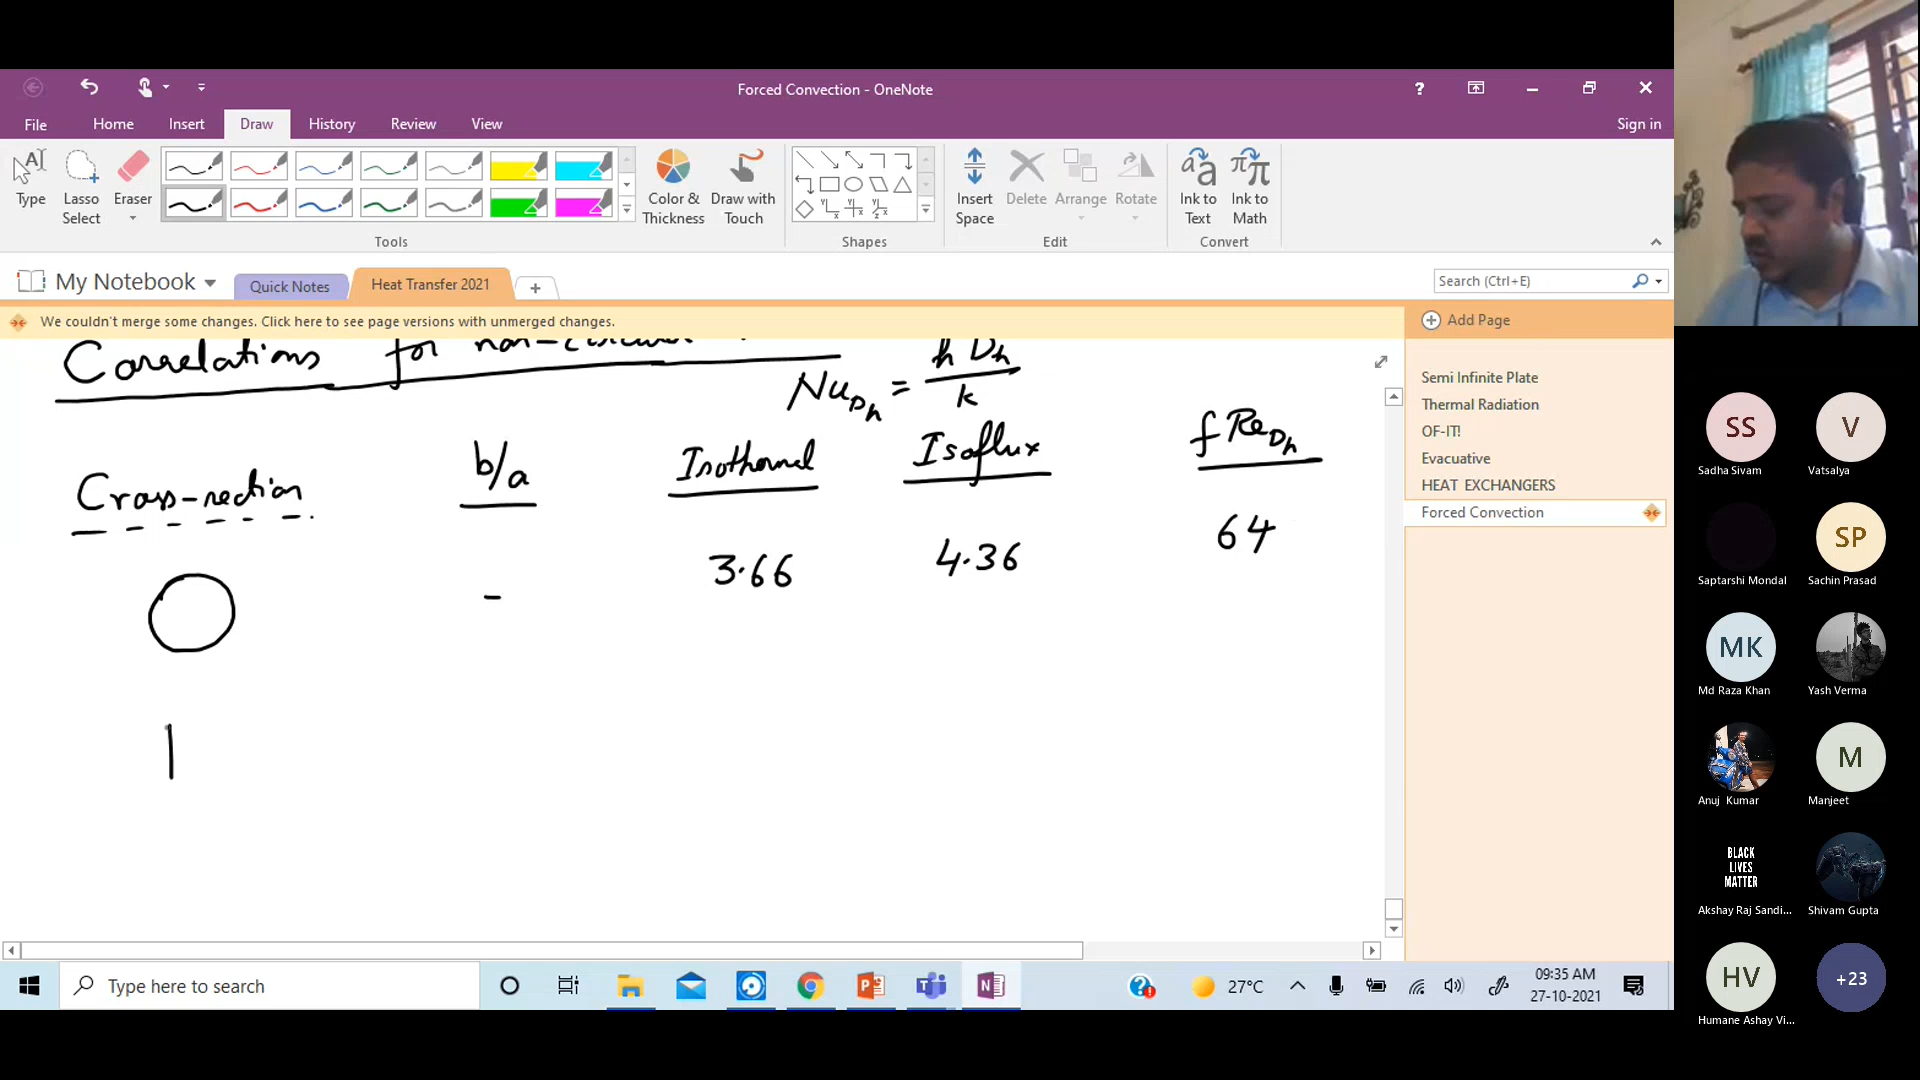 Forced Convection - OneNote
?
File Home Insert Draw History Review View
Sign in
Type
Lasso Select
Eraser
Color & Thickness
Draw with Touch
Insert Space
Delete
Arrange
Rotate
Ink to Text
Ink to Math
Tools
Shapes
Edit
Convert
My Notebook
Quick Notes
Heat Transfer 2021
Search (Ctrl+E)
We couldn't merge some changes. Click here to see page versions with unmerged changes.
Add Page
Semi Infinite Plate
Thermal Radiation
OF-IT!
Evacuative
HEAT EXCHANGERS
Forced Convection
Correlations for non-circular
Nu_Dh = h Dh / k
Cross-section b/a Isothermal Isoflux f Re_Dh
- 3.66 4.36 64
Type here to search
27°C
09:35 AM
27-10-2021
SS
Sadha Sivam
V
Vatsalya
Saptarshi Mondal
SP
Sachin Prasad
MK
Md Raza Khan
Yash Verma
Anuj Kumar
M
Manjeet
BLACK
LIVES
MATTER
Akshay Raj Sandi...
Shivam Gupta
HV
Humane Ashay Vi...
+23